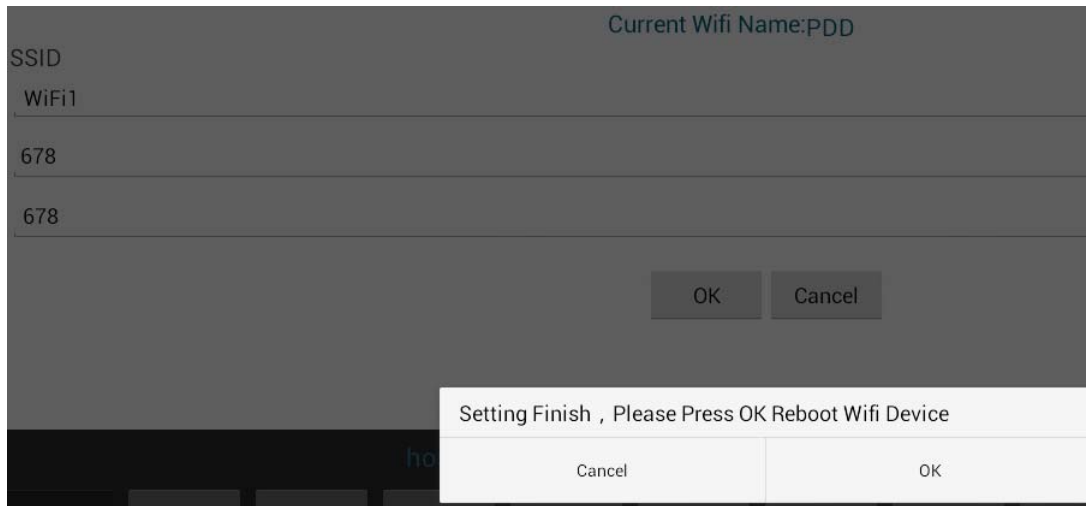 Current Wifi Name:PDD
SSID
WiFi1
678
678
OK Cancel
Setting Finish , Please Press OK Reboot Wifi Device
ho
Cancel OK